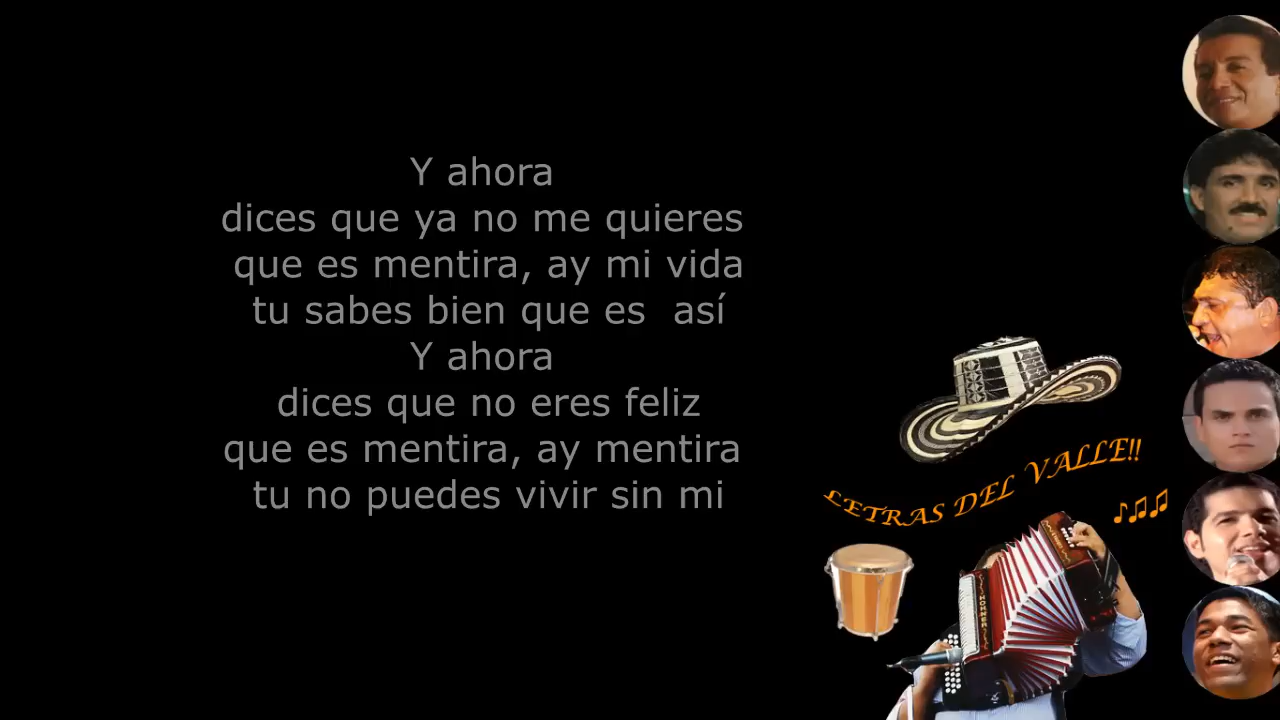 Y ahora
dices que ya no me quieres
que es mentira, ay mi vida
tu sabes bien que es  así
Y ahora
dices que no eres feliz
que es mentira, ay mentira
tu no puedes vivir sin mi
LETRAS DEL VALLE!!
HOHNER